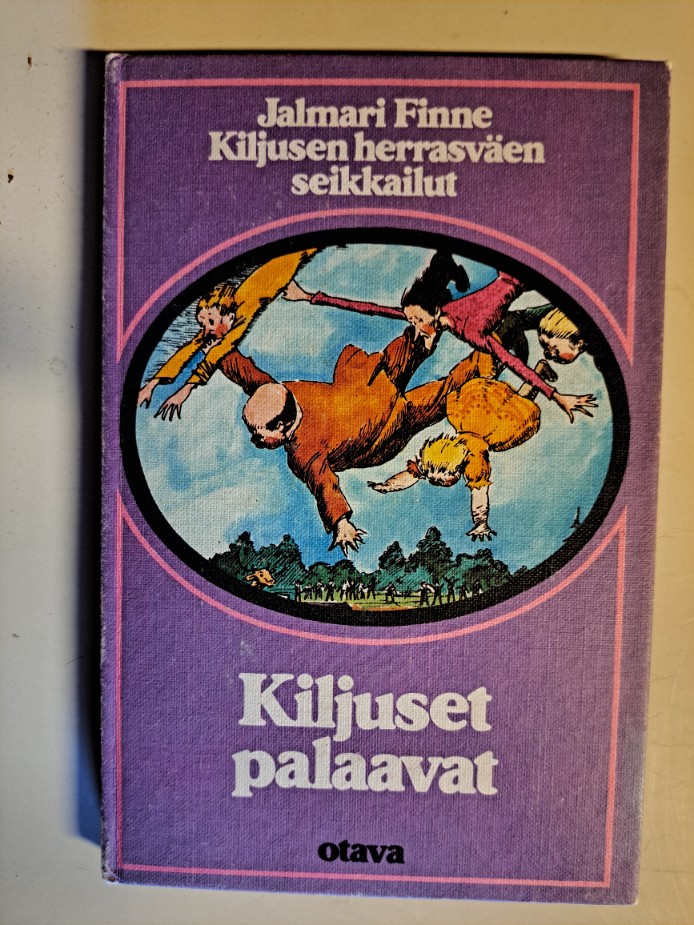 Jalmari Finne
Kiljusen herrasväen
seikkailut
Kiljuset
palaavat
otava